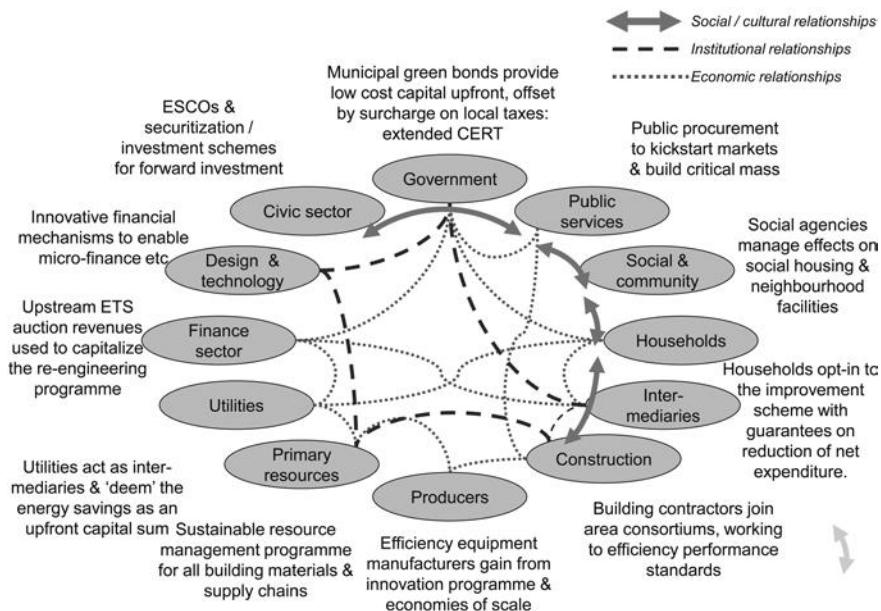 Social / cultural relationships
Institutional relationships
Economic relationships
Municipal green bonds provide
low cost capital upfront, offset
by surcharge on local taxes:
extended CERT
ESCOs &
securitization /
investment schemes
for forward investment
Public procurement
to kickstart markets
& build critical mass
Government
Civic sector
Public
services
Innovative financial
mechanisms to enable
micro-finance etc
Design &
technology
Social &
community
Social agencies
manage effects on
social housing &
neighbourhood
facilities
Upstream ETS
auction revenues
used to capitalize
the re-engineering
programme
Finance
sector
Households
Utilities
Inter-
mediaries
Households opt-in to
the improvement
scheme with
guarantees on
reduction of net
expenditure.
Primary
resources
Producers
Construction
Utilities act as inter-
mediaries & ‘deem’ the
energy savings as an
upfront capital sum
Sustainable resource
management programme
for all building materials &
supply chains
Efficiency equipment
manufacturers gain from
innovation programme &
economies of scale
Building contractors join
area consortiums, working
to efficiency performance
standards